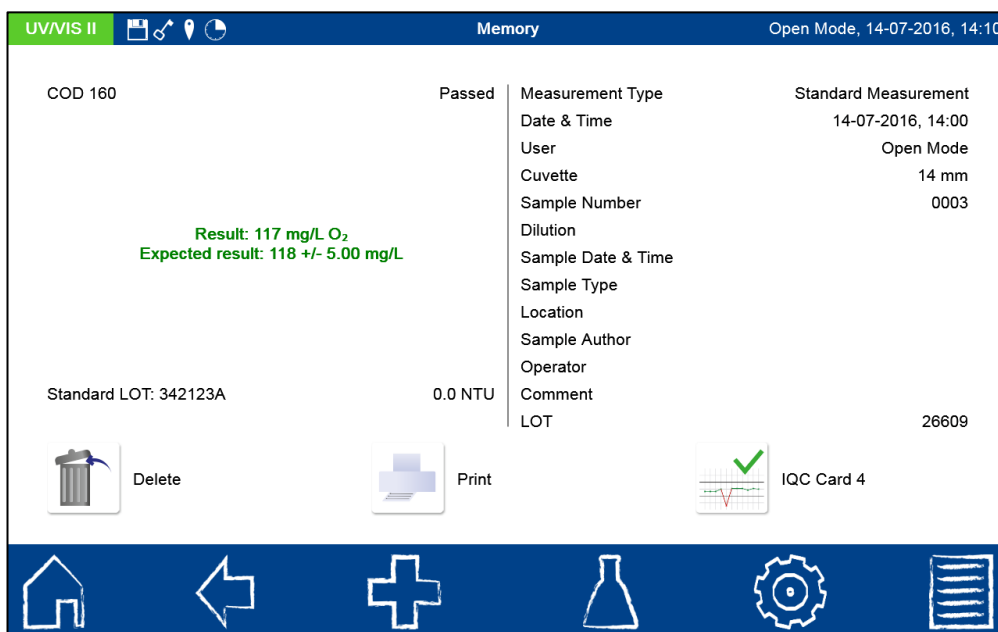 UV/VIS II Memory Open Mode, 14-07-2016, 14:10
COD 160 Passed
Result: 117 mg/L O₂
Expected result: 118 +/- 5.00 mg/L
Standard LOT: 342123A 0.0 NTU
Measurement Type Standard Measurement
Date & Time 14-07-2016, 14:00
User Open Mode
Cuvette 14 mm
Sample Number 0003
Dilution
Sample Date & Time
Sample Type
Location
Sample Author
Operator
Comment
LOT 26609
Delete Print IQC Card 4